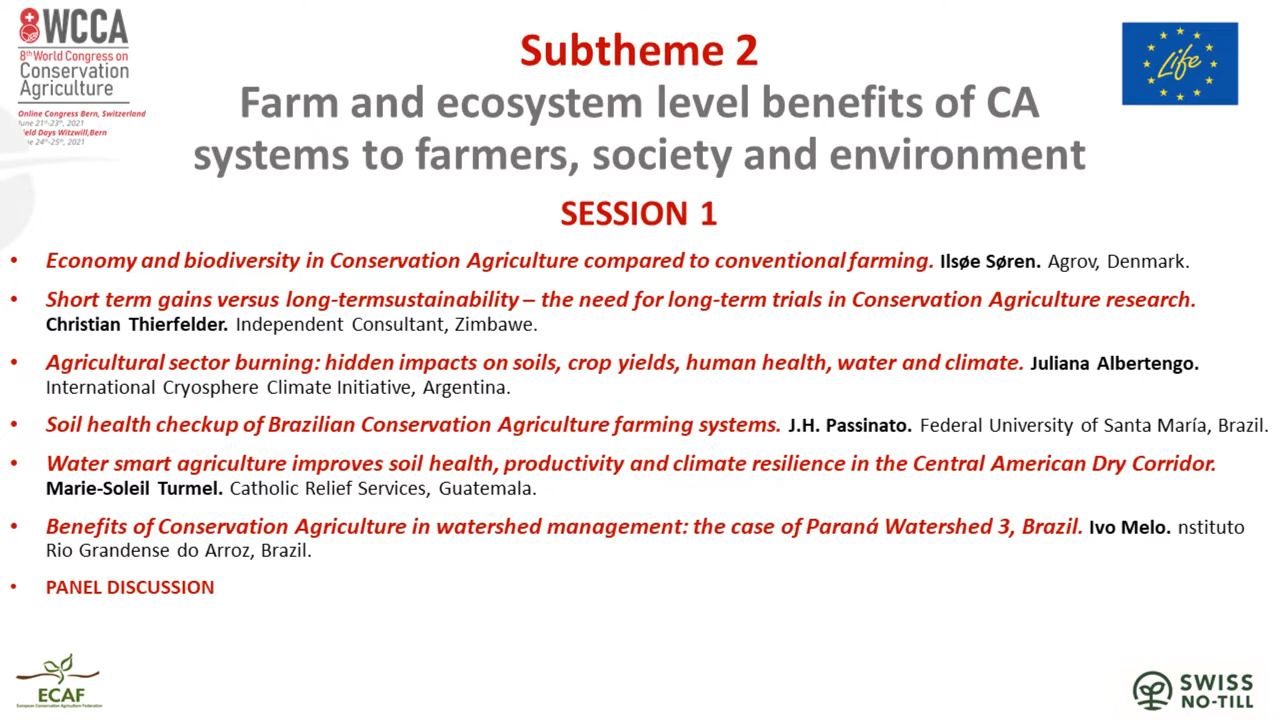 8 WCCA
8th World Congress on
Conservation
Agriculture
Online Congress Bern, Switzerland
June 21st-23rd, 2021
ield Days Witzwill,Bern
ne 24th-25th, 2021
Subtheme 2
Farm and ecosystem level benefits of CA
systems to farmers, society and environment
Life
SESSION 1
• Economy and biodiversity in Conservation Agriculture compared to conventional farming. Ilsøe Søren. Agrov, Denmark.
• Short term gains versus long-termsustainability – the need for long-term trials in Conservation Agriculture research.
Christian Thierfelder. Independent Consultant, Zimbawe.
• Agricultural sector burning: hidden impacts on soils, crop yields, human health, water and climate. Juliana Albertengo.
International Cryosphere Climate Initiative, Argentina.
• Soil health checkup of Brazilian Conservation Agriculture farming systems. J.H. Passinato. Federal University of Santa María, Brazil.
• Water smart agriculture improves soil health, productivity and climate resilience in the Central American Dry Corridor.
Marie-Soleil Turmel. Catholic Relief Services, Guatemala.
• Benefits of Conservation Agriculture in watershed management: the case of Paraná Watershed 3, Brazil. Ivo Melo. nstituto
Rio Grandense do Arroz, Brazil.
• PANEL DISCUSSION
ECAF
European Conservation Agriculture Federation
SWISS
NO-TILL